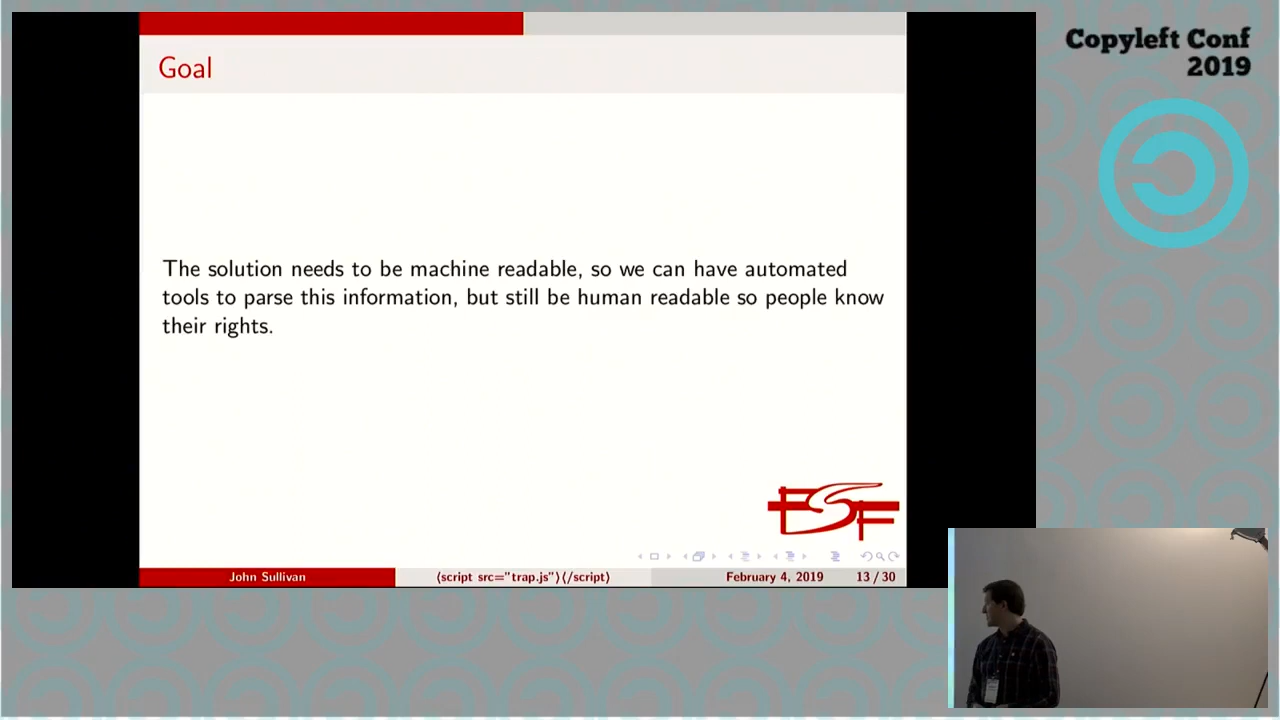 Goal
The solution needs to be machine readable, so we can have automated
tools to parse this information, but still be human readable so people know
their rights.
FSF
John Sullivan
⟨script src="trap.js"⟩⟨/script⟩
February 4, 2019
13 / 30
Copyleft Conf
2019